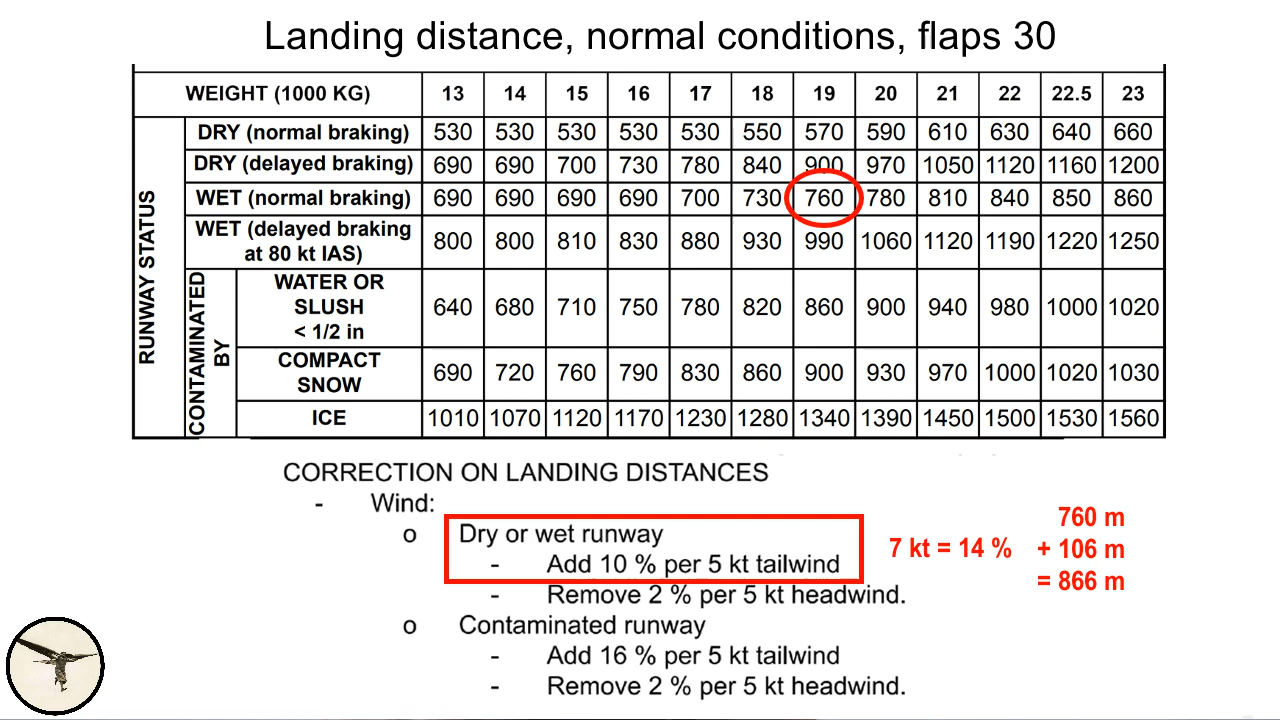 Landing distance, normal conditions, flaps 30
WEIGHT (1000 KG) 13 14 15 16 17 18 19 20 21 22 22.5 23
RUNWAY STATUS
DRY (normal braking) 530 530 530 530 530 550 570 590 610 630 640 660
DRY (delayed braking) 690 690 700 730 780 840 900 970 1050 1120 1160 1200
WET (normal braking) 690 690 690 690 700 730 760 780 810 840 850 860
WET (delayed braking
at 80 kt IAS) 800 800 810 830 880 930 990 1060 1120 1190 1220 1250
CONTAMINATED
BY
WATER OR
SLUSH
< 1/2 in 640 680 710 750 780 820 860 900 940 980 1000 1020
COMPACT
SNOW 690 720 760 790 830 860 900 930 970 1000 1020 1030
ICE 1010 1070 1120 1170 1230 1280 1340 1390 1450 1500 1530 1560
CORRECTION ON LANDING DISTANCES
- Wind:
o Dry or wet runway
- Add 10 % per 5 kt tailwind
- Remove 2 % per 5 kt headwind.
o Contaminated runway
- Add 16 % per 5 kt tailwind
- Remove 2 % per 5 kt headwind.
7 kt = 14 %
760 m
+ 106 m
= 866 m